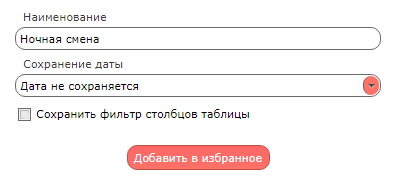 Наименование
Ночная смена
Сохранение даты
Дата не сохраняется
Сохранить фильтр столбцов таблицы
Добавить в избранное